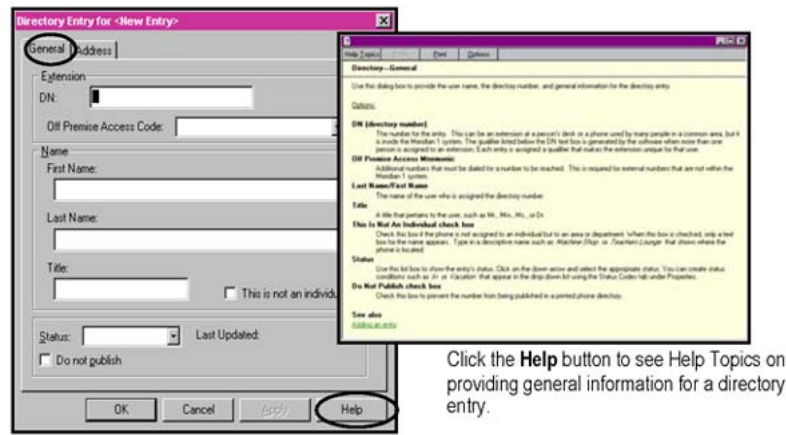 Directory Entry for <New Entry>
General
Address
Extension
DN:
Off Premise Access Code:
Name
First Name:
Last Name:
Title:
This is not an individu
Status:
Last Updated:
Do not publish
OK
Cancel
Apply
Help
Help Topics
Print
Options
Directory--General
Use this dialog box to provide the user name, the directory number, and general information for the directory entry.
Options:
DN (directory number)
The number for the entry. This can be an extension at a person's desk or a phone used by many people in a common area, but it
is inside the Meridian 1 system. The qualifier listed below the DN text box is generated by the software when more than one
person is assigned to an extension. Each entry is assigned a qualifier that makes the extension unique for that user.
Off Premise Access Mnemonic
Additional numbers that must be dialed for a number to be reached. This is required for external numbers that are not within the
Meridian 1 system.
Last Name/First Name
The name of the user who is assigned the directory number.
Title
A title that pertains to the user, such as Mr., Mrs., Ms., or Dr.
This Is Not An Individual check box
Check this box if the phone is not assigned to an individual but to an area or department. When this box is checked, only a text
box for the name appears. Type in a descriptive name such as Machine Shop or Teachers Lounge that shows where the
phone is located.
Status
Use this list box to show the entry's status. Click on the down arrow and select the appropriate status. You can create status
conditions such as In or Vacation that appear in the drop down list using the Status Codes tab under Properties.
Do Not Publish check box
Check this box to prevent the number from being published in a printed phone directory.
See also
Adding an entry
Click the Help button to see Help Topics on
providing general information for a directory
entry.